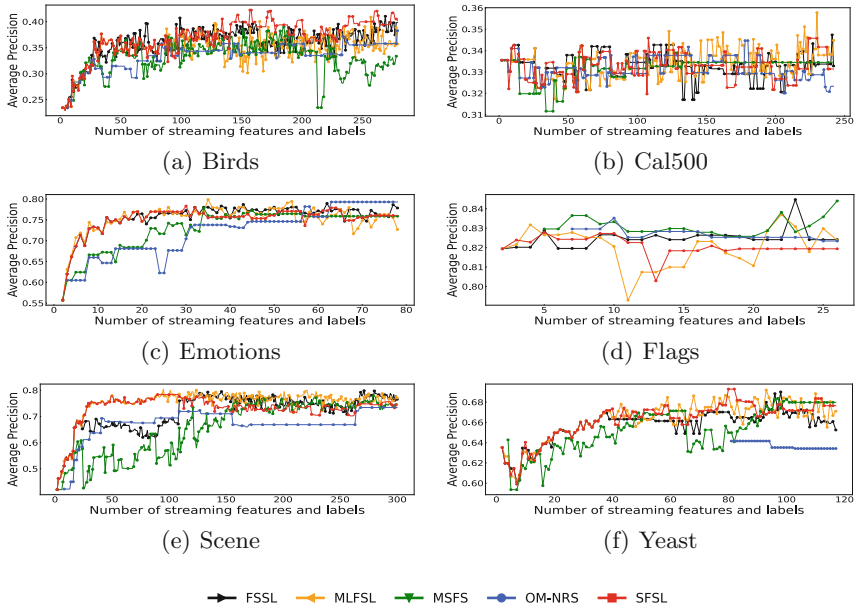 Average Precision
0.40
0.35
0.30
0.25
0 50 100 150 200 250
Number of streaming features and labels
(a) Birds
Average Precision
0.36
0.35
0.34
0.33
0.32
0.31
0 50 100 150 200 250
Number of streaming features and labels
(b) Cal500
Average Precision
0.80
0.75
0.70
0.65
0.60
0.55
0 10 20 30 40 50 60 70 80
Number of streaming features and labels
(c) Emotions
Average Precision
0.84
0.83
0.82
0.81
0.80
5 10 15 20 25
Number of streaming features and labels
(d) Flags
Average Precision
0.8
0.7
0.6
0.5
0 50 100 150 200 250 300
Number of streaming features and labels
(e) Scene
Average Precision
0.68
0.66
0.64
0.62
0.60
0 20 40 60 80 100 120
Number of streaming features and labels
(f) Yeast
FSSL MLFSL MSFS OM-NRS SFSL